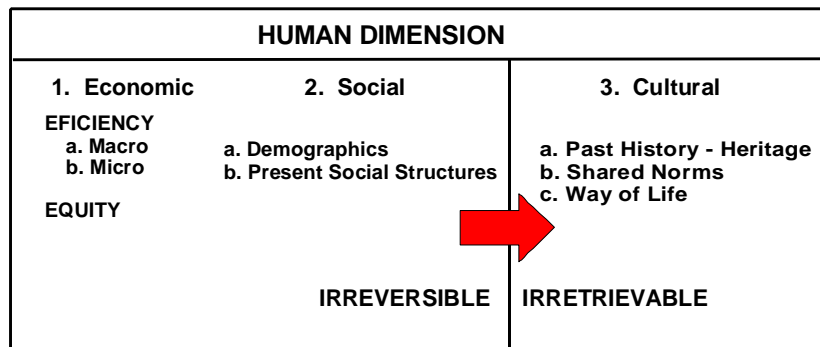 HUMAN DIMENSION
1. Economic
EFICIENCY
a. Macro
b. Micro
EQUITY
2. Social
a. Demographics
b. Present Social Structures
IRREVERSIBLE
3. Cultural
a. Past History - Heritage
b. Shared Norms
c. Way of Life
IRRETRIEVABLE